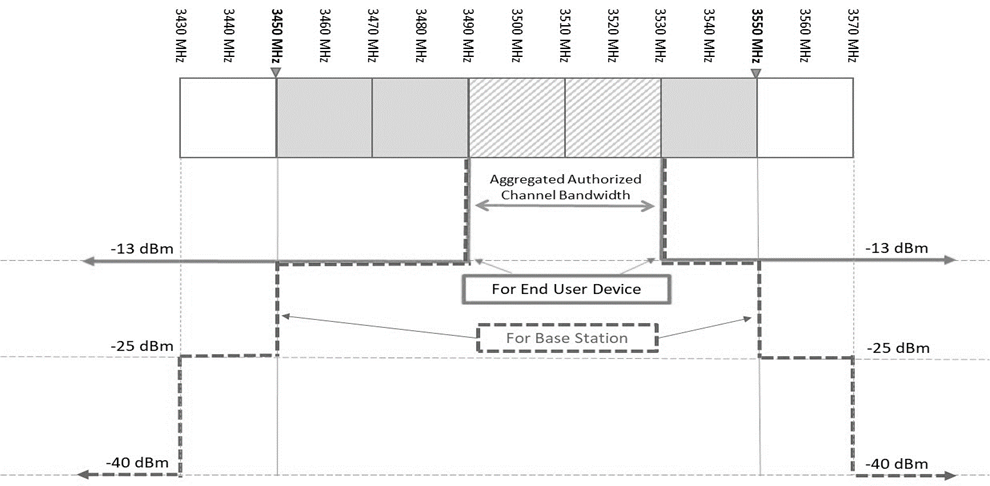 3430 MHz
3440 MHz
3450 MHz
3460 MHz
3470 MHz
3480 MHz
3490 MHz
3500 MHz
3510 MHz
3520 MHz
3530 MHz
3540 MHz
3550 MHz
3560 MHz
3570 MHz
Aggregated Authorized
Channel Bandwidth
-13 dBm
-13 dBm
For End User Device
For Base Station
-25 dBm
-25 dBm
-40 dBm
-40 dBm